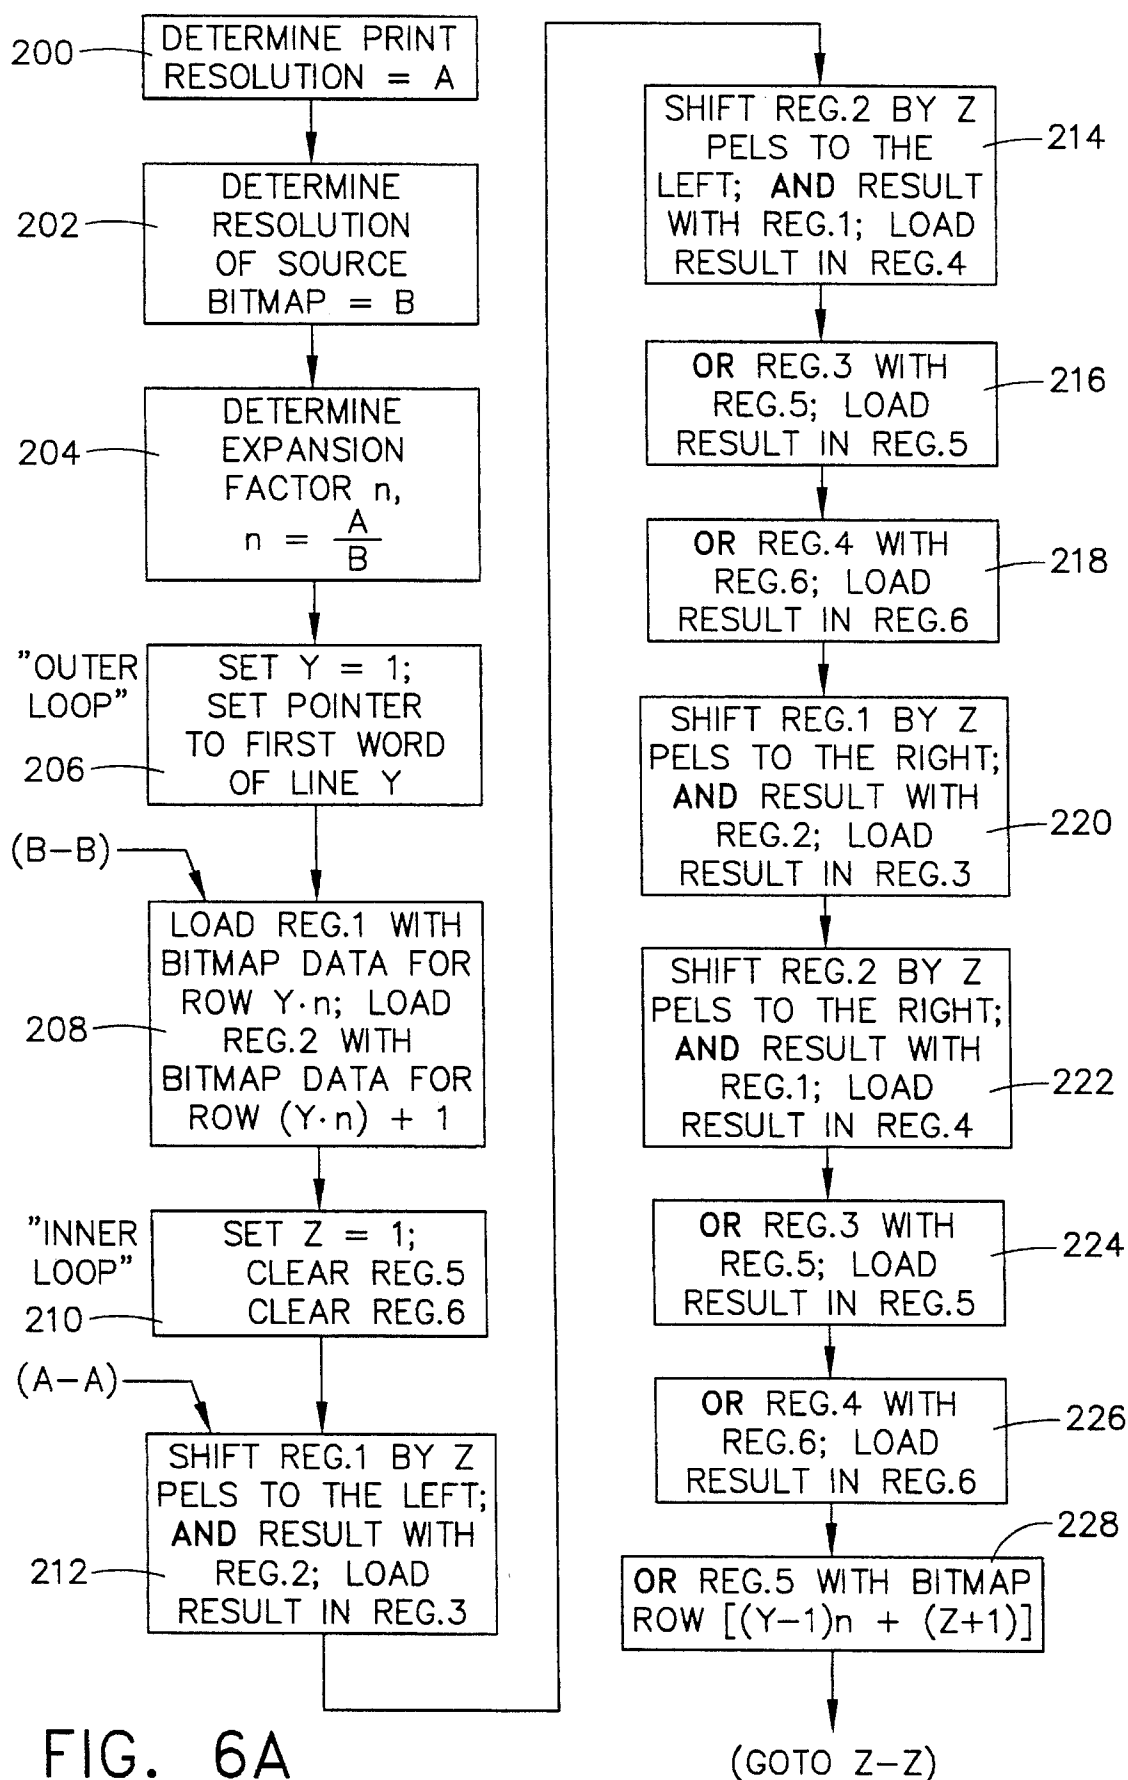 200
DETERMINE PRINT
RESOLUTION = A
202
DETERMINE
RESOLUTION
OF SOURCE
BITMAP = B
204
DETERMINE
EXPANSION
FACTOR n,
n = A
B
"OUTER
LOOP"
206
SET Y = 1;
SET POINTER
TO FIRST WORD
OF LINE Y
(B-B)
208
LOAD REG.1 WITH
BITMAP DATA FOR
ROW Y·n; LOAD
REG.2 WITH
BITMAP DATA FOR
ROW (Y·n) + 1
"INNER
LOOP"
210
SET Z = 1;
CLEAR REG.5
CLEAR REG.6
(A-A)
212
SHIFT REG.1 BY Z
PELS TO THE LEFT;
AND RESULT WITH
REG.2; LOAD
RESULT IN REG.3
SHIFT REG.2 BY Z
PELS TO THE
LEFT; AND RESULT
WITH REG.1; LOAD
RESULT IN REG.4
214
OR REG.3 WITH
REG.5; LOAD
RESULT IN REG.5
216
OR REG.4 WITH
REG.6; LOAD
RESULT IN REG.6
218
SHIFT REG.1 BY Z
PELS TO THE RIGHT;
AND RESULT WITH
REG.2; LOAD
RESULT IN REG.3
220
SHIFT REG.2 BY Z
PELS TO THE RIGHT;
AND RESULT WITH
REG.1; LOAD
RESULT IN REG.4
222
OR REG.3 WITH
REG.5; LOAD
RESULT IN REG.5
224
OR REG.4 WITH
REG.6; LOAD
RESULT IN REG.6
226
228
OR REG.5 WITH BITMAP
ROW [(Y-1)n + (Z+1)]
(GOTO Z-Z)
FIG. 6A